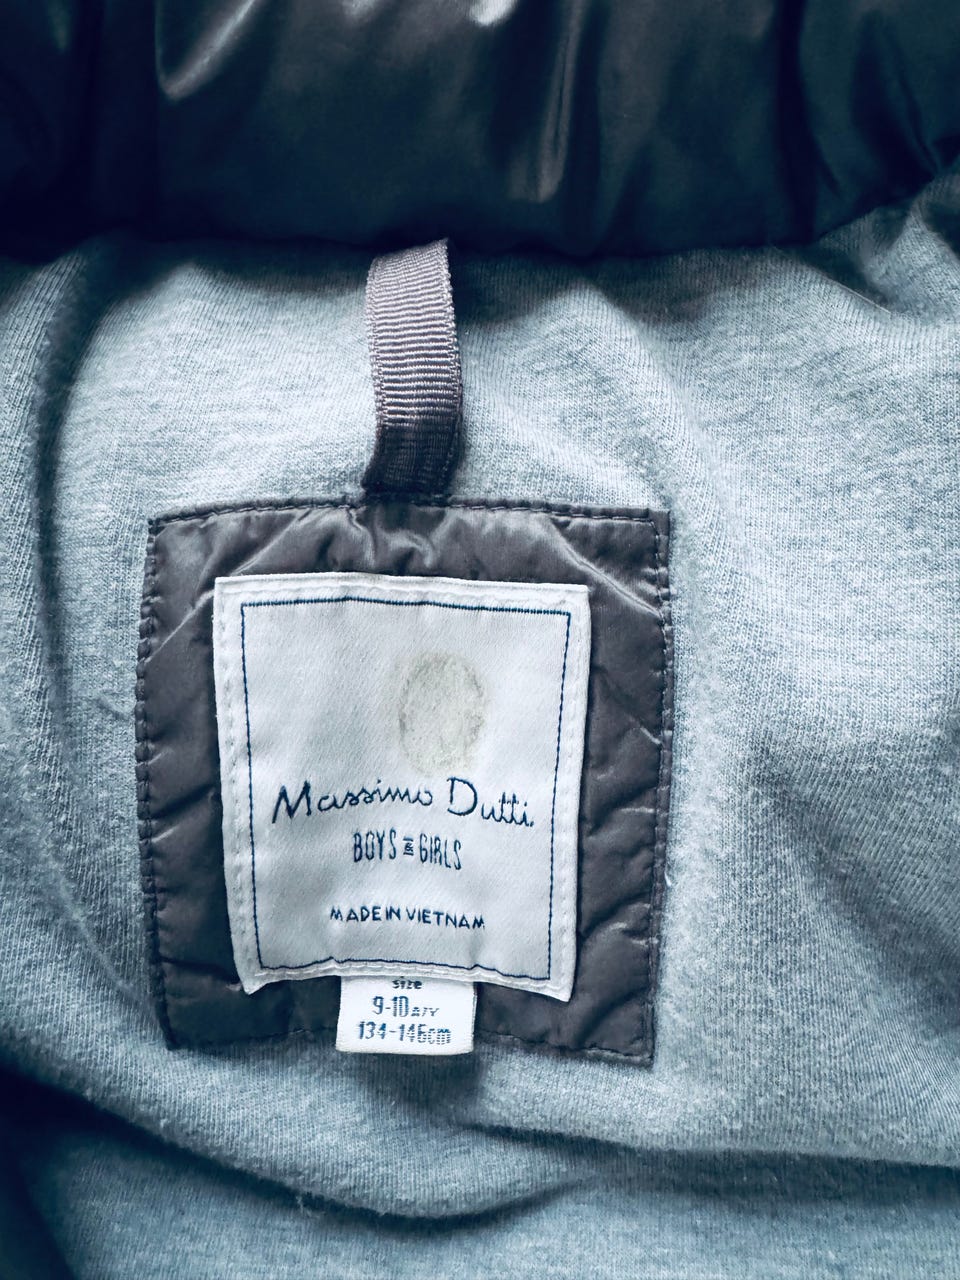 Massimo Dutti.
BOYS & GIRLS
MADE IN VIETNAM
size
9-10 A/Y
134-146cm